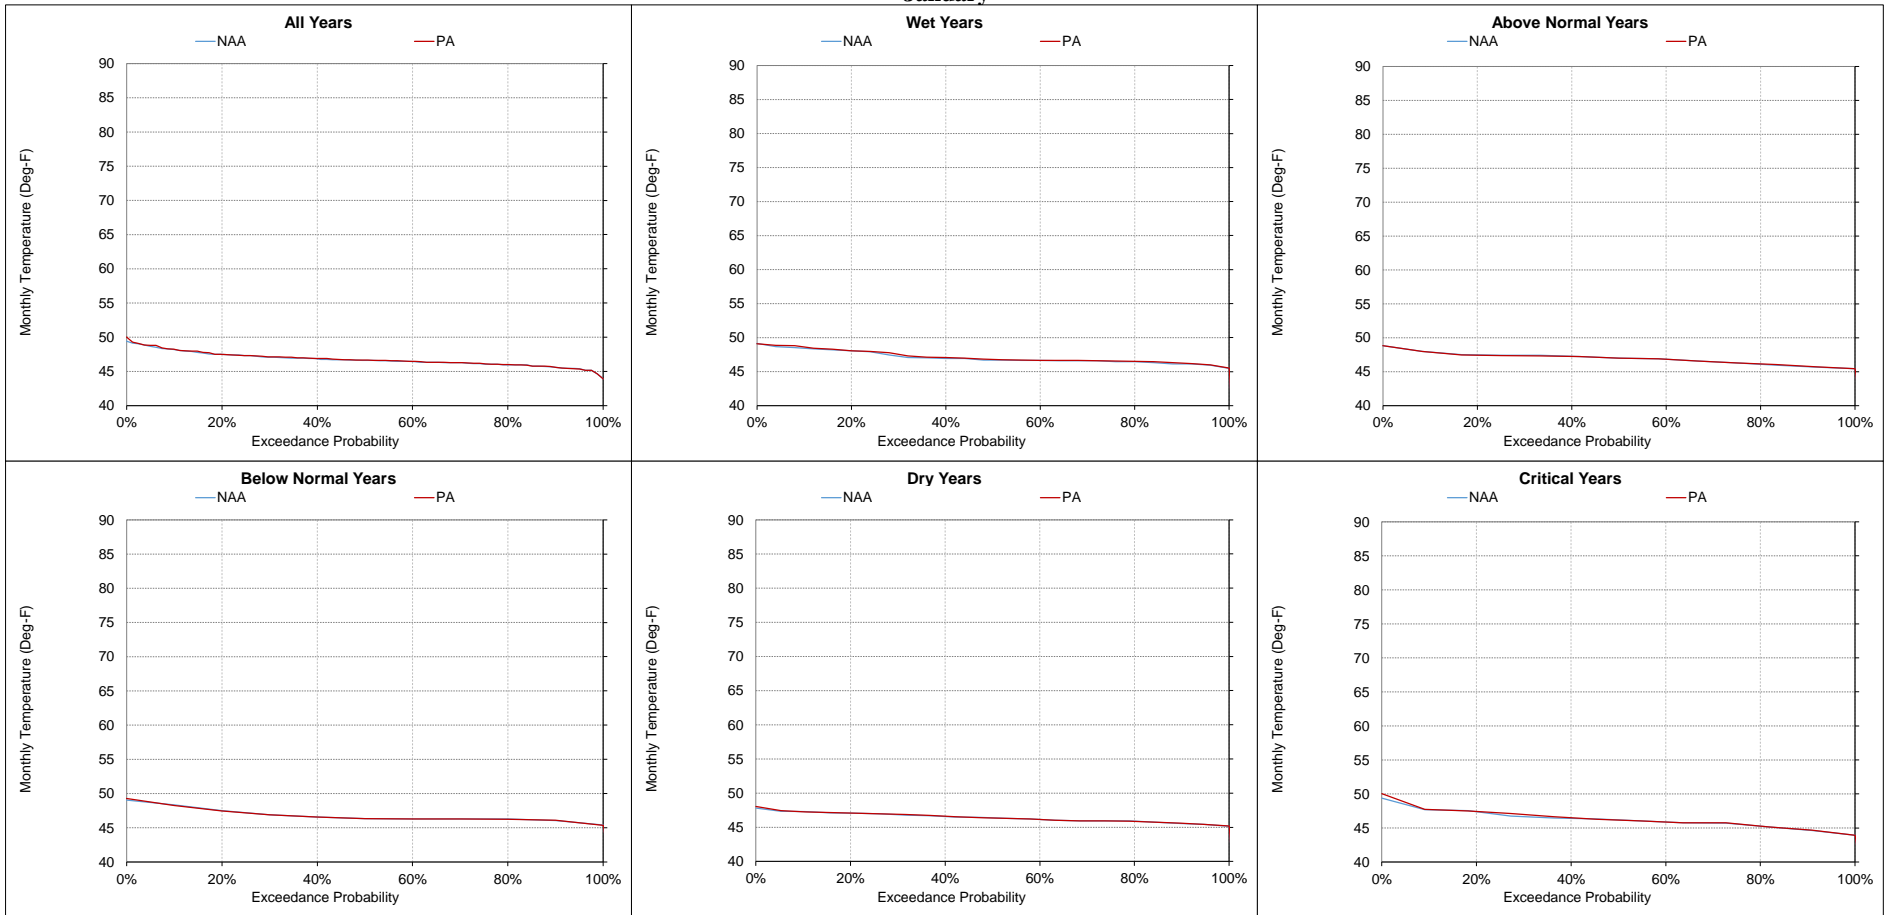 All Years
NAA PA
90
85
80
75
70
65
60
55
50
45
40
0% 20% 40% 60% 80% 100%
Monthly Temperature (Deg-F)
Exceedance Probability
Wet Years
NAA PA
90
85
80
75
70
65
60
55
50
45
40
0% 20% 40% 60% 80% 100%
Monthly Temperature (Deg-F)
Exceedance Probability
Above Normal Years
NAA PA
90
85
80
75
70
65
60
55
50
45
40
0% 20% 40% 60% 80% 100%
Monthly Temperature (Deg-F)
Exceedance Probability
Below Normal Years
NAA PA
90
85
80
75
70
65
60
55
50
45
40
0% 20% 40% 60% 80% 100%
Monthly Temperature (Deg-F)
Exceedance Probability
Dry Years
NAA PA
90
85
80
75
70
65
60
55
50
45
40
0% 20% 40% 60% 80% 100%
Monthly Temperature (Deg-F)
Exceedance Probability
Critical Years
NAA PA
90
85
80
75
70
65
60
55
50
45
40
0% 20% 40% 60% 80% 100%
Monthly Temperature (Deg-F)
Exceedance Probability